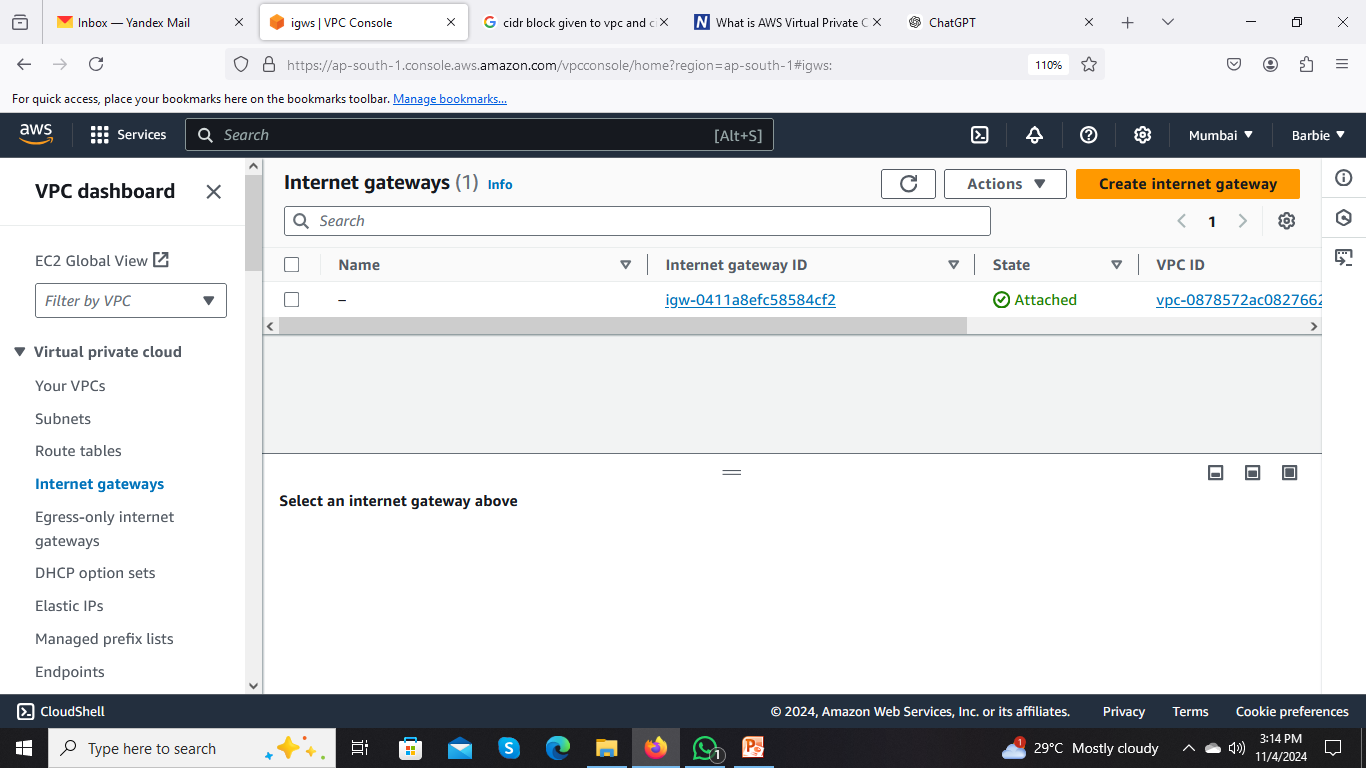 Inbox — Yandex Mail
igws | VPC Console
cidr block given to vpc and c
What is AWS Virtual Private C
ChatGPT
https://ap-south-1.console.aws.amazon.com/vpcconsole/home?region=ap-south-1#igws:
110%
For quick access, place your bookmarks here on the bookmarks toolbar. Manage bookmarks...
aws
Services
Search
[Alt+S]
Mumbai
Barbie
VPC dashboard
EC2 Global View
Filter by VPC
Virtual private cloud
Your VPCs
Subnets
Route tables
Internet gateways
Egress-only internet
gateways
DHCP option sets
Elastic IPs
Managed prefix lists
Endpoints
Internet gateways (1) Info
Actions
Create internet gateway
Search
1
Name
Internet gateway ID
State
VPC ID
–
igw-0411a8efc58584cf2
Attached
vpc-0878572ac0827662
Select an internet gateway above
CloudShell
© 2024, Amazon Web Services, Inc. or its affiliates.
Privacy
Terms
Cookie preferences
Type here to search
1
1
29°C Mostly cloudy
3:14 PM
11/4/2024